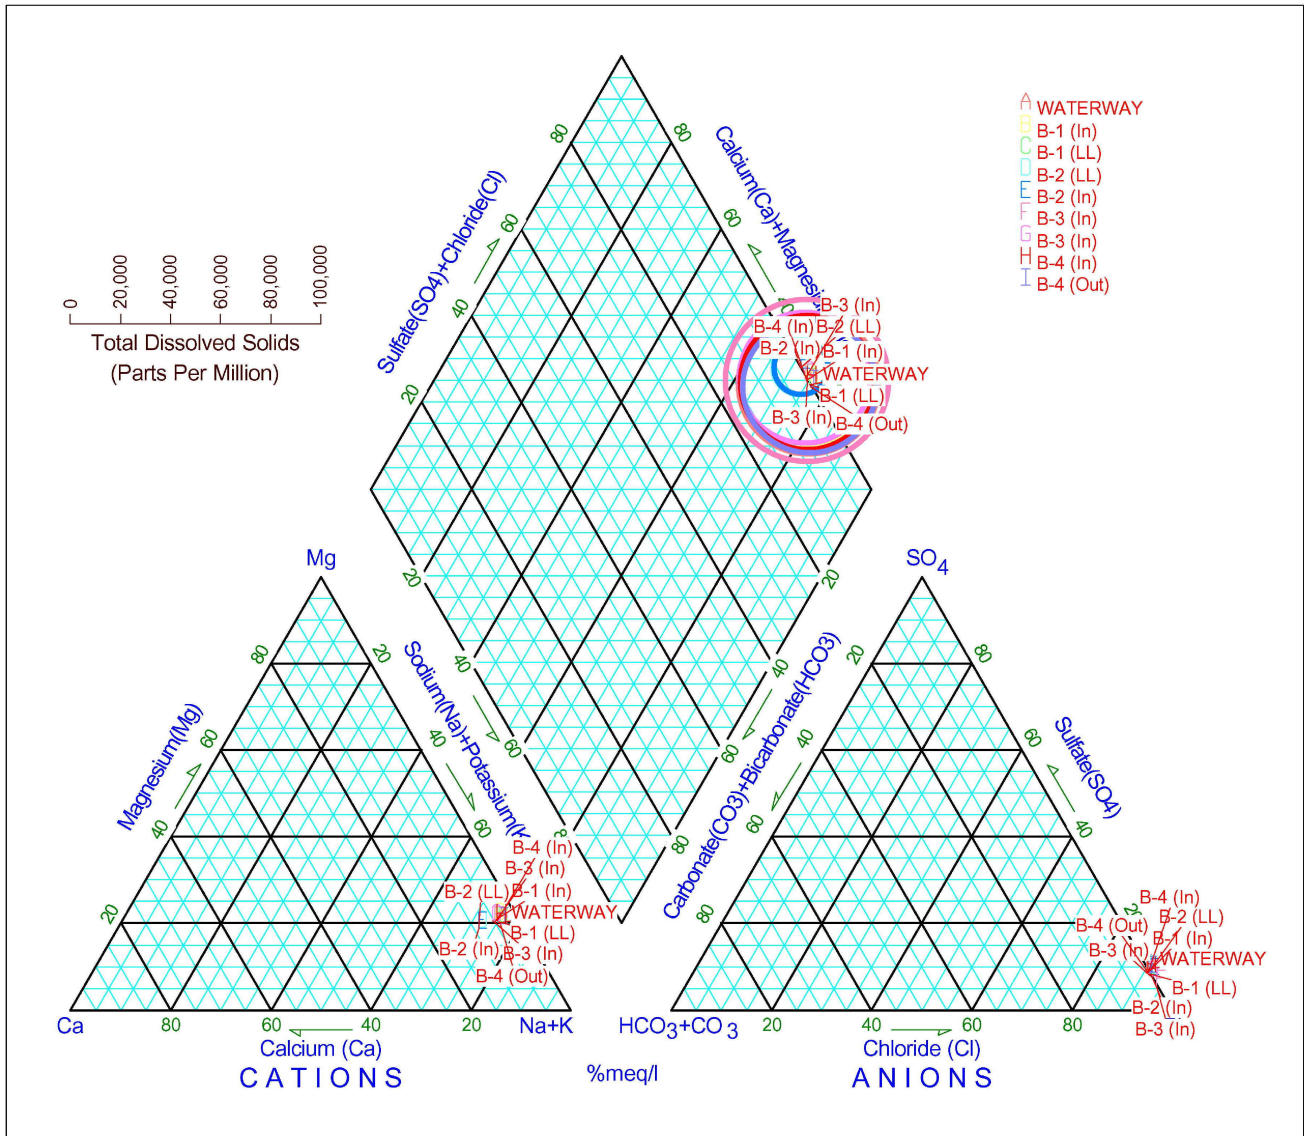 A WATERWAY
B B-1 (In)
C B-1 (LL)
D B-2 (LL)
E B-2 (In)
F B-3 (In)
G B-3 (In)
H B-4 (In)
I B-4 (Out)
0 20,000 40,000 60,000 80,000 100,000
Total Dissolved Solids
(Parts Per Million)
80
60
40
20
Sulfate(SO4)+Chloride(Cl)
80
60
Calcium(Ca)+Magnes
B-3 (In)
B-4 (In) B-2 (LL)
B-2 (In) B-1 (In)
WATERWAY
B-1 (LL)
B-3 (In) B-4 (Out)
20
40
60
Sodium(Na)+Potassium(K
20
40
60
80
Carbonate(CO3)+Bicarbonate(HCO3)
Mg
80
60
40
20
Magnesium(Mg)
20
40
60
B-4 (In)
B-3 (In)
B-2 (LL) B-1 (In)
WATERWAY
B-1 (LL)
B-2 (In) B-3 (In)
B-4 (Out)
Ca 80 60 40 20 Na+K
Calcium (Ca)
CATIONS
%meq/l
SO4
20
40
60
80
80
60
40
Sulfate(SO4)
B-4 (In)
B-4 (Out) B-2 (LL)
B-3 (In) B-1 (In)
WATERWAY
B-1 (LL)
B-2 (In)
B-3 (In)
HCO3+CO3 20 40 60 80
Chloride (Cl)
ANIONS